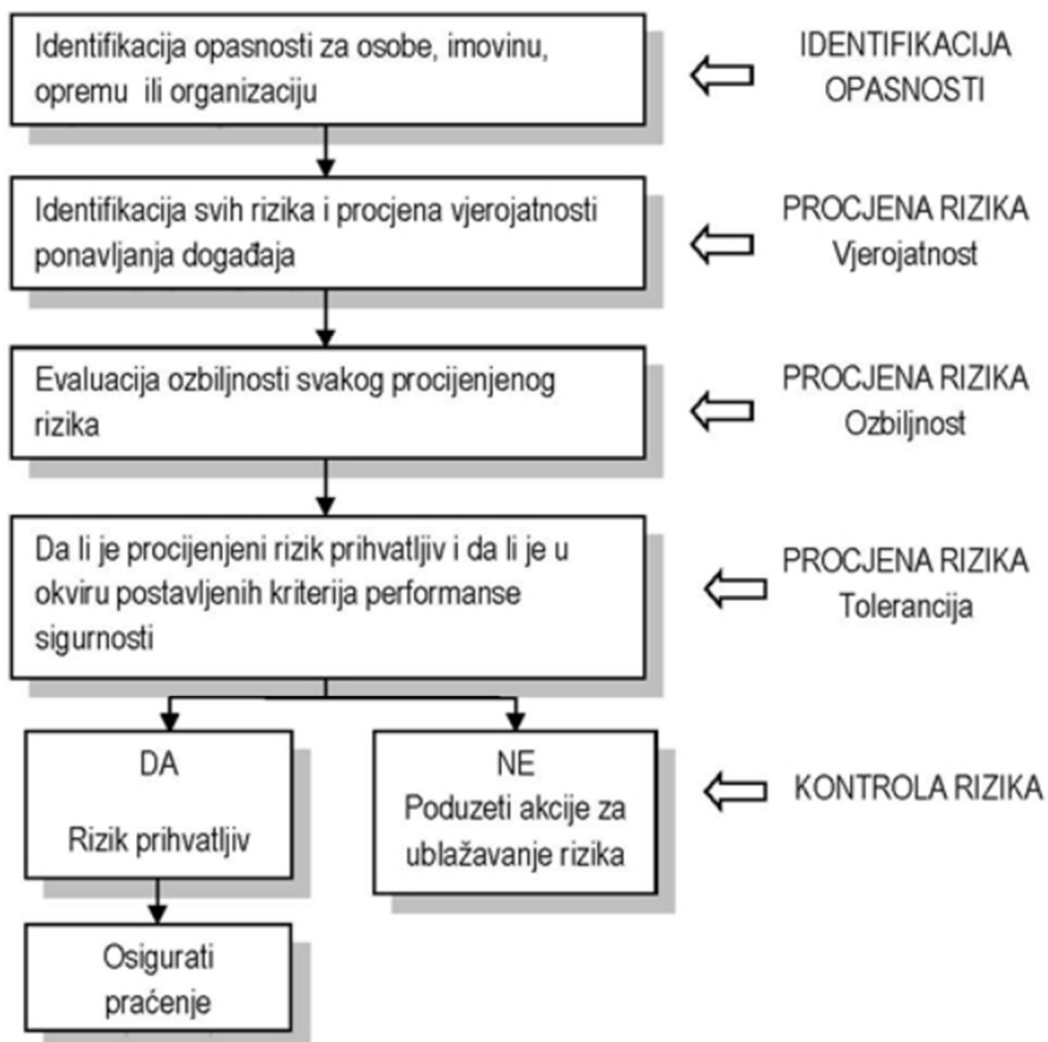 Identifikacija opasnosti za osobe, imovinu,
opremu ili organizaciju
IDENTIFIKACIJA
OPASNOSTI
Identifikacija svih rizika i procjena vjerojatnosti
ponavljanja događaja
PROCJENA RIZIKA
Vjerojatnost
Evaluacija ozbiljnosti svakog procijenjenog
rizika
PROCJENA RIZIKA
Ozbiljnost
Da li je procijenjeni rizik prihvatljiv i da li je u
okviru postavljenih kriterija performanse
sigurnosti
PROCJENA RIZIKA
Tolerancija
DA
Rizik prihvatljiv
NE
Poduzeti akcije za
ublažavanje rizika
KONTROLA RIZIKA
Osigurati
praćenje